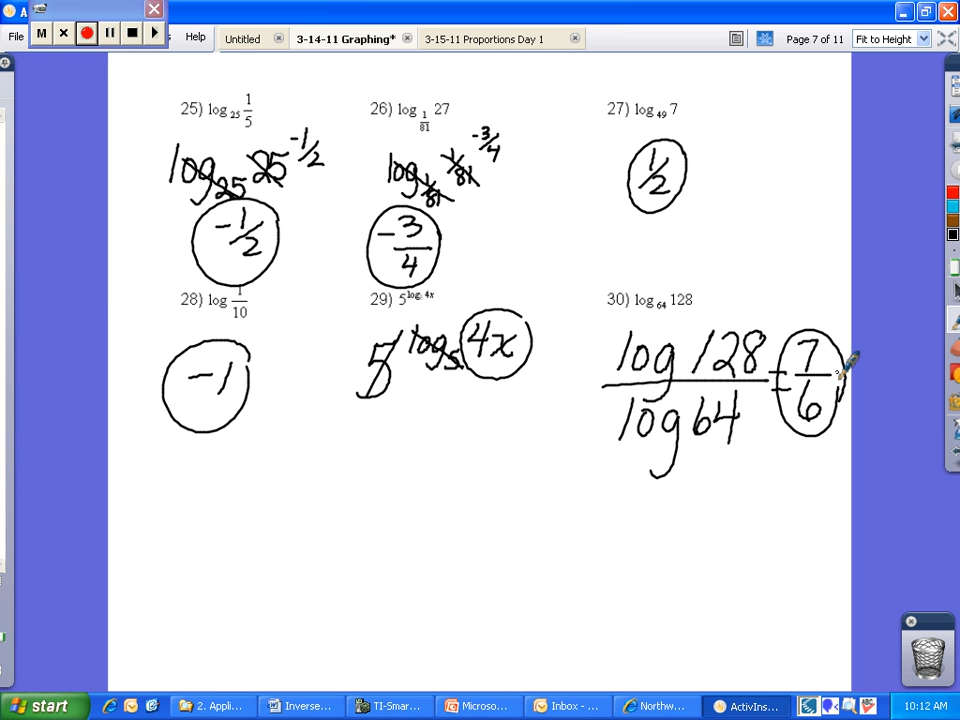 File
Help
Untitled
3-14-11 Graphing*
3-15-11 Proportions Day 1
Page 7 of 11
Fit to Height
M
25) log 25 1/5
26) log 1/81 27
27) log 49 7
log 25 25 -1/2
log 1/81 1/81 -3/4
1/2
-1/2
-3/4
28) log 1/10
29) 5 log 4x
30) log 64 128
-1
5 log 5 4x
log 128
log 64
= 7/6
start
2. Appli...
Inverse...
TI-Smar...
Microso...
Inbox - ...
Northw...
ActivIns...
10:12 AM